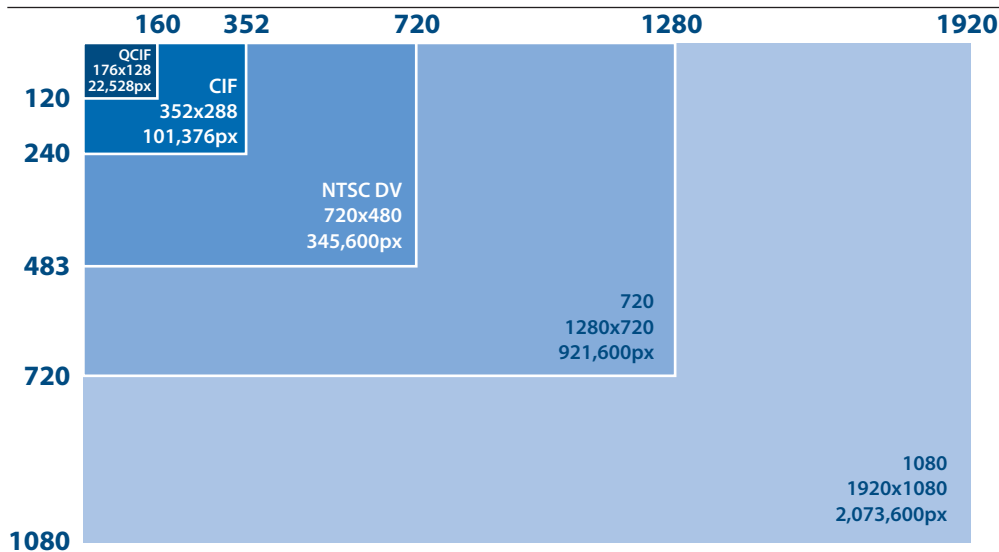 160 352 720 1280 1920
QCIF
176x128
22,528px
120
CIF
352x288
101,376px
240
NTSC DV
720x480
345,600px
483
720
1280x720
921,600px
720
1080
1920x1080
2,073,600px
1080